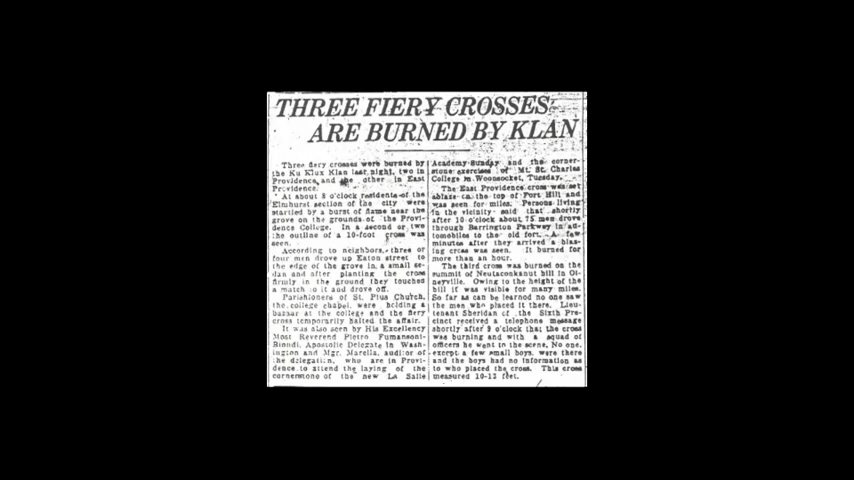 THREE FIERY CROSSES
ARE BURNED BY KLAN
Three fiery crosses were burned by
the Ku Klux Klan last night, two in
Providence and the other in East
Providence.
At about 8 o'clock residents of the
Elmhurst section of the city were
startled by a burst of flame near the
grove on the grounds of the Provi-
dence College. In a second or two
the outline of a 10-foot cross was
seen.
According to neighbors, three or
four men drove up Eaton street to
the edge of the grove in a small se-
dan and after planting the cross
firmly in the ground they touched
a match to it and drove off.
Parishioners of St. Pius Church,
the college chapel, were holding a
bazaar at the college and the fiery
cross temporarily halted the affair.
It was also seen by His Excellency
Most Reverend Pietro Fumansoni-
Biondi, Apostolic Delegate in Wash-
ington and Mgr. Marella, auditor of
the delegation, who are in Provi-
dence to attend the laying of the
cornerstone of the new La Salle
Academy Sunday and the corner-
stone exercises of Mt. St. Charles
College in Woonsocket, Tuesday.
The East Providence cross was set
ablaze on the top of Fort Hill and
was seen for miles. Persons living
in the vicinity said that shortly
after 10 o'clock about 75 men drove
through Barrington Parkway in au-
tomobiles to the old fort. A few
minutes after they arrived a blaz-
ing cross was seen. It burned for
more than an hour.
The third cross was burned on the
summit of Neutaconkanut hill in Ol-
neyville. Owing to the height of the
hill it was visible for many miles.
So far as can be learned no one saw
the men who placed it there. Lieu-
tenant Sheridan of the Sixth Pre-
cinct received a telephone message
shortly after 9 o'clock that the cross
was burning and with a squad of
officers he went to the scene. No one,
except a few small boys, were there
and the boys had no information as
to who placed the cross. This cross
measured 10-12 feet.